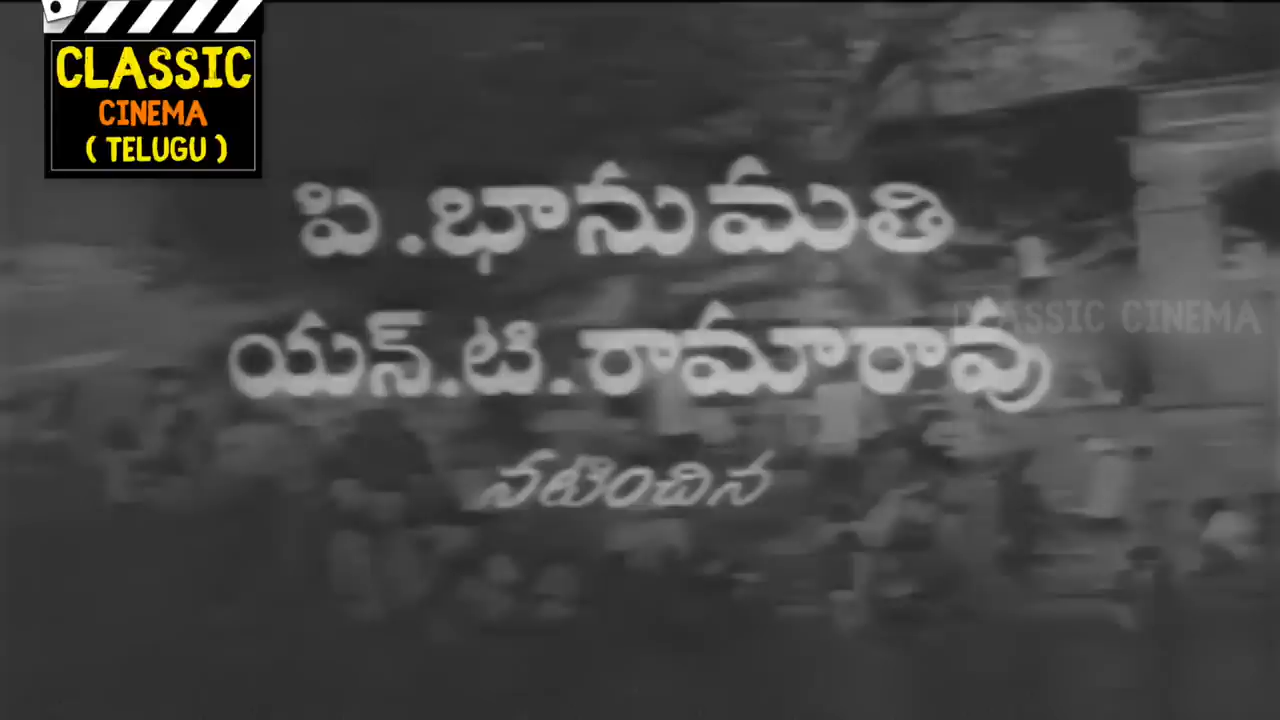 CLASSIC
CINEMA
( TELUGU )
పి.భానుమతి
యన్.టి.రామారావు
CLASSIC CINEMA
నటించిన